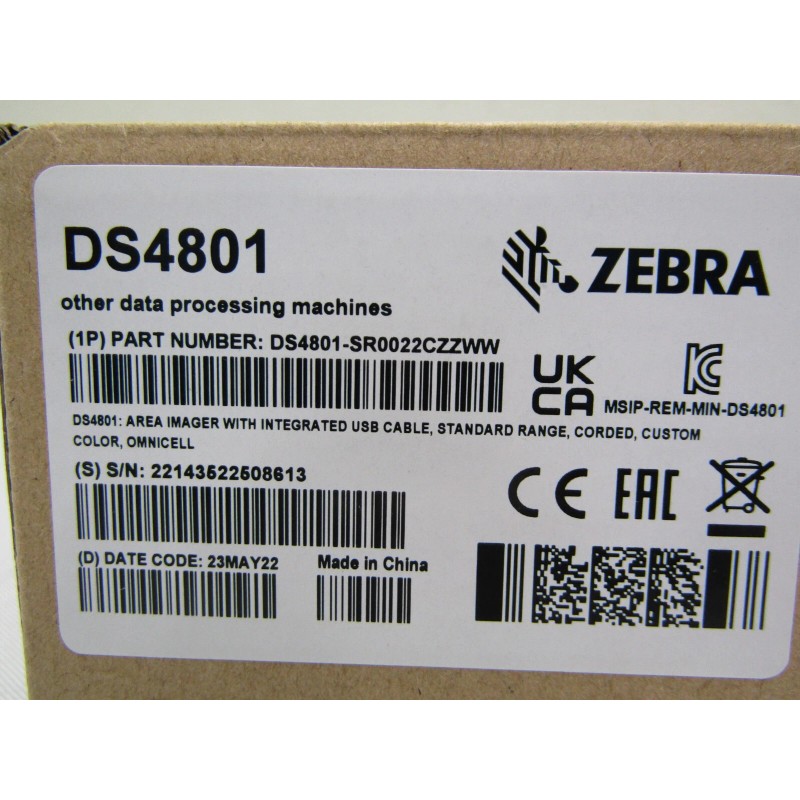 DS4801
ZEBRA
other data processing machines
(1P) PART NUMBER: DS4801-SR0022CZZWW
UK
CA
MSIP-REM-MIN-DS4801
DS4801: AREA IMAGER WITH INTEGRATED USB CABLE, STANDARD RANGE, CORDED, CUSTOM
COLOR, OMNICELL
(S) S/N: 22143522508613
CE
EAC
(D) DATE CODE: 23MAY22
Made in China